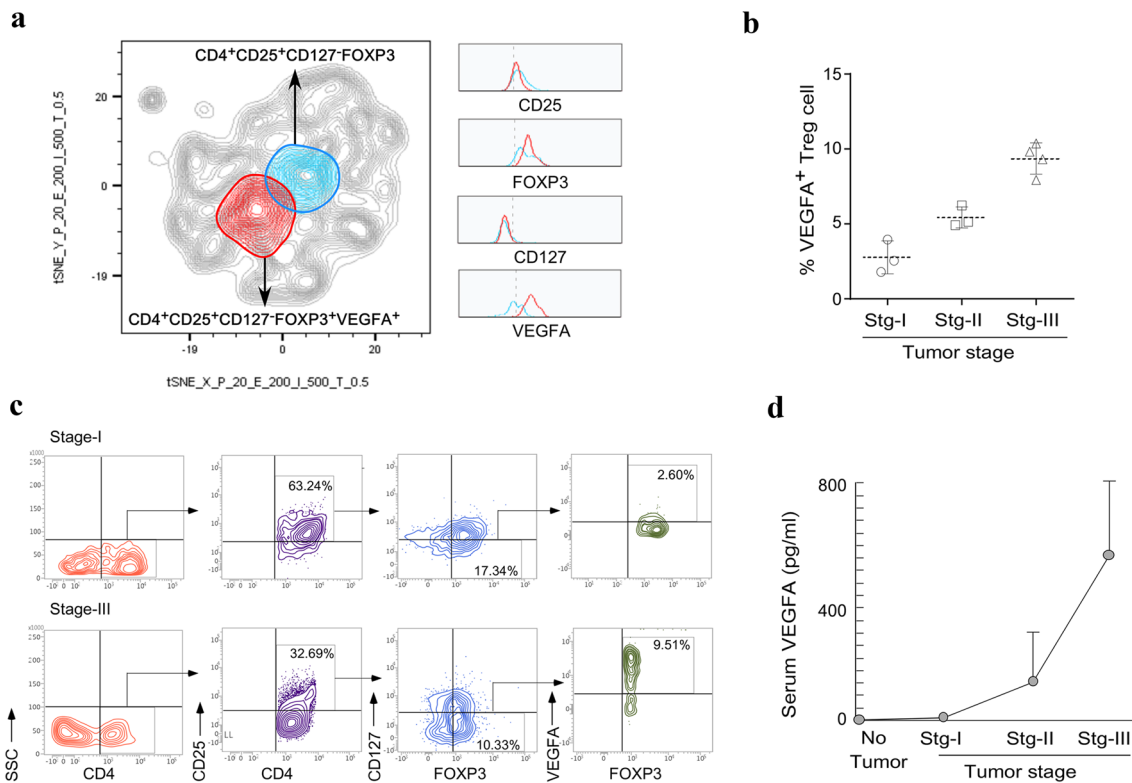 a
CD4⁺CD25⁺CD127⁻FOXP3
tSNE_Y_P_20_E_200_I_500_T_0.5
20
0
-19
CD4⁺CD25⁺CD127⁻FOXP3⁺VEGFA⁺
-19 0 20
tSNE_X_P_20_E_200_I_500_T_0.5
CD25
FOXP3
CD127
VEGFA
b
% VEGFA⁺ Treg cell
15
10
5
0
Stg-I Stg-II Stg-III
Tumor stage
c
Stage-I
63.24%
17.34%
2.60%
Stage-III
32.69%
LL
10.33%
9.51%
SSC
CD4
CD25
CD4
CD127
FOXP3
VEGFA
FOXP3
d
Serum VEGFA (pg/ml)
800
400
0
No Tumor
Stg-I Stg-II Stg-III
Tumor stage